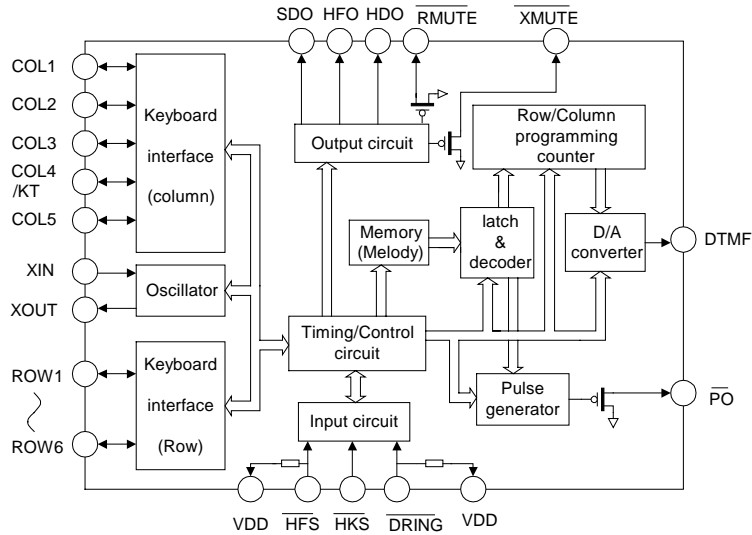 SDO HFO HDO RMUTE XMUTE
COL1
COL2
COL3
COL4
/KT
COL5
XIN
XOUT
ROW1
ROW6
Keyboard
interface
(column)
Oscillator
Keyboard
interface
(Row)
Output circuit
Row/Column
programming
counter
Memory
(Melody)
latch
&
decoder
D/A
converter
DTMF
Timing/Control
circuit
Pulse
generator
PO
Input circuit
VDD HFS HKS DRING VDD